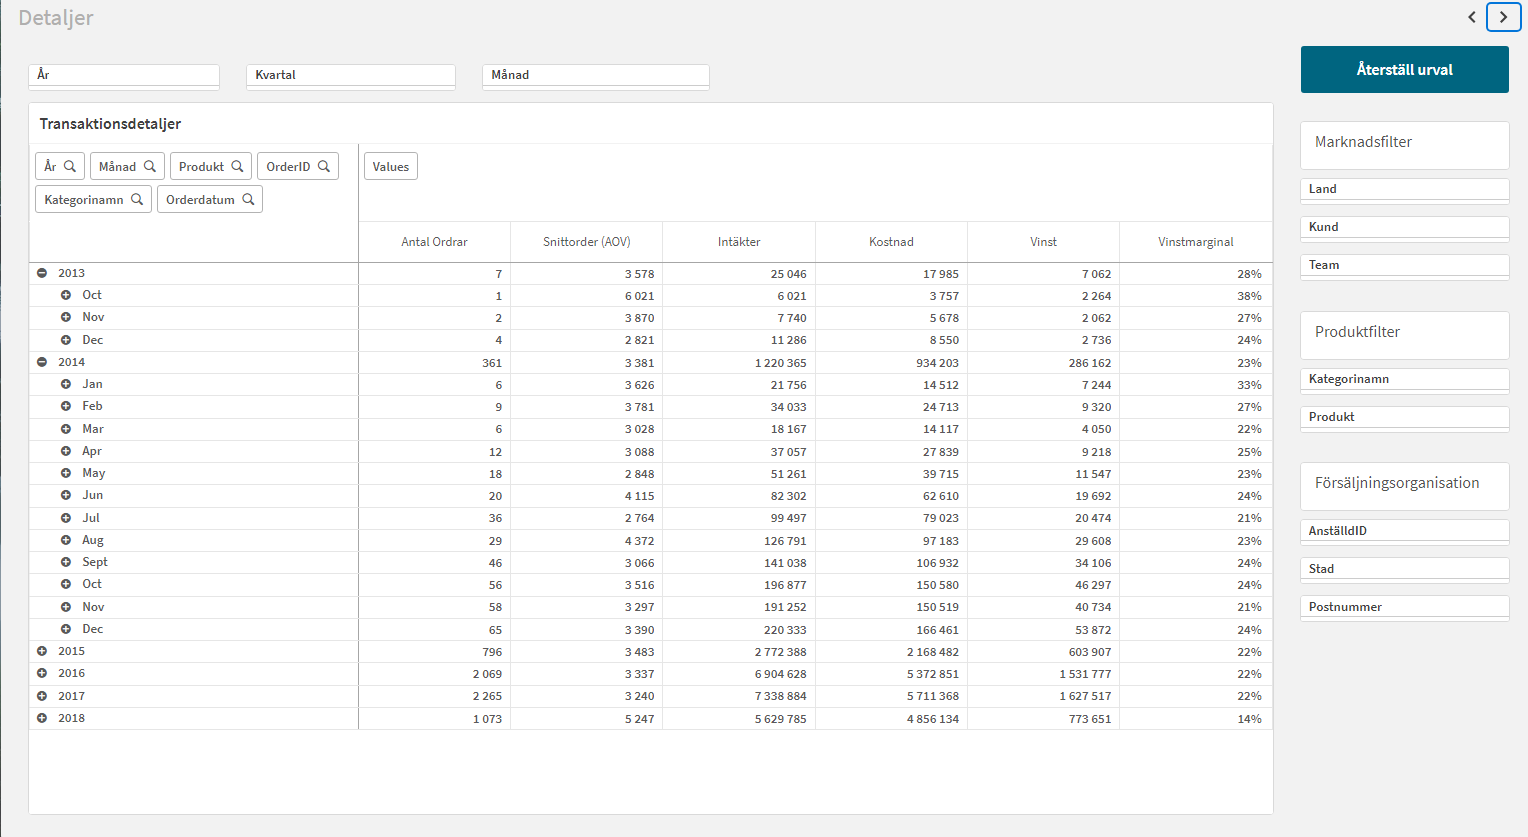 Detaljer
År Kvartal Månad
Återställ urval
Transaktionsdetaljer
År Månad Produkt OrderID Values
Kategorinamn Orderdatum
Antal Ordrar Snittorder (AOV) Intäkter Kostnad Vinst Vinstmarginal
2013 7 3 578 25 046 17 985 7 062 28%
Oct 1 6 021 6 021 3 757 2 264 38%
Nov 2 3 870 7 740 5 678 2 062 27%
Dec 4 2 821 11 286 8 550 2 736 24%
2014 361 3 381 1 220 365 934 203 286 162 23%
Jan 6 3 626 21 756 14 512 7 244 33%
Feb 9 3 781 34 033 24 713 9 320 27%
Mar 6 3 028 18 167 14 117 4 050 22%
Apr 12 3 088 37 057 27 839 9 218 25%
May 18 2 848 51 261 39 715 11 547 23%
Jun 20 4 115 82 302 62 610 19 692 24%
Jul 36 2 764 99 497 79 023 20 474 21%
Aug 29 4 372 126 791 97 183 29 608 23%
Sept 46 3 066 141 038 106 932 34 106 24%
Oct 56 3 516 196 877 150 580 46 297 24%
Nov 58 3 297 191 252 150 519 40 734 21%
Dec 65 3 390 220 333 166 461 53 872 24%
2015 796 3 483 2 772 388 2 168 482 603 907 22%
2016 2 069 3 337 6 904 628 5 372 851 1 531 777 22%
2017 2 265 3 240 7 338 884 5 711 368 1 627 517 22%
2018 1 073 5 247 5 629 785 4 856 134 773 651 14%
Marknadsfilter
Land
Kund
Team
Produktfilter
Kategorinamn
Produkt
Försäljningsorganisation
AnställdID
Stad
Postnummer